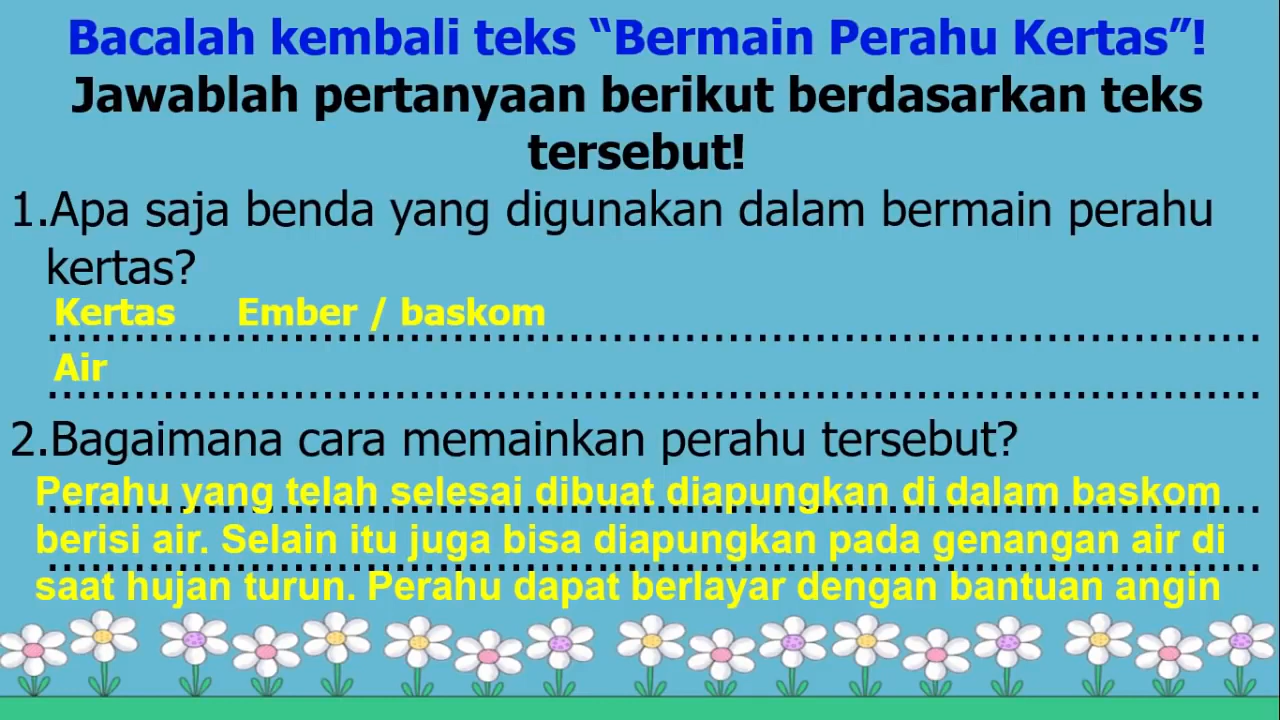 Bacalah kembali teks “Bermain Perahu Kertas”!
Jawablah pertanyaan berikut berdasarkan teks
tersebut!
1.Apa saja benda yang digunakan dalam bermain perahu
kertas?
Kertas Ember / baskom
Air
2.Bagaimana cara memainkan perahu tersebut?
Perahu yang telah selesai dibuat diapungkan di dalam baskom
berisi air. Selain itu juga bisa diapungkan pada genangan air di
saat hujan turun. Perahu dapat berlayar dengan bantuan angin